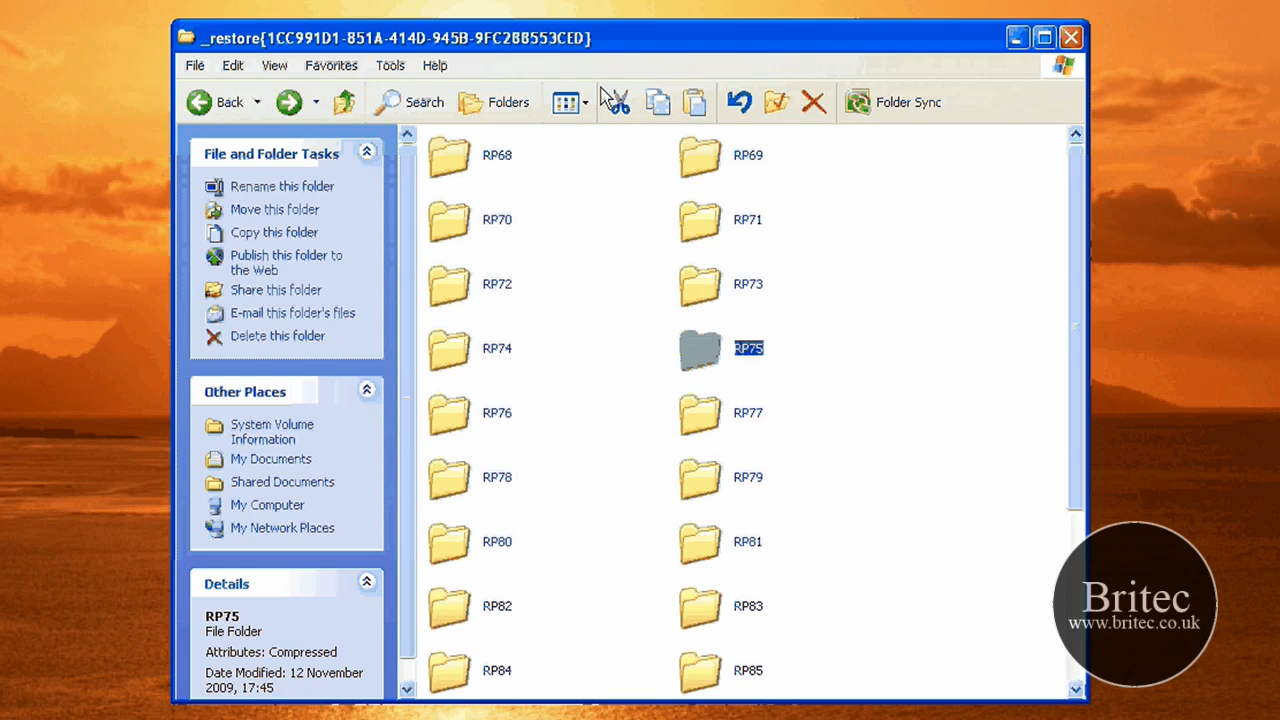 _restore{1CC991D1-851A-414D-945B-9FC288553CED}
File Edit View Favorites Tools Help
Back Search Folders Folder Sync
File and Folder Tasks
Rename this folder
Move this folder
Copy this folder
Publish this folder to
the Web
Share this folder
E-mail this folder's files
Delete this folder
Other Places
System Volume
Information
My Documents
Shared Documents
My Computer
My Network Places
Details
RP75
File Folder
Attributes: Compressed
Date Modified: 12 November
2009, 17:45
RP68 RP69
RP70 RP71
RP72 RP73
RP74 RP75
RP76 RP77
RP78 RP79
RP80 RP81
RP82 RP83
RP84 RP85
Britec
www.britec.co.uk